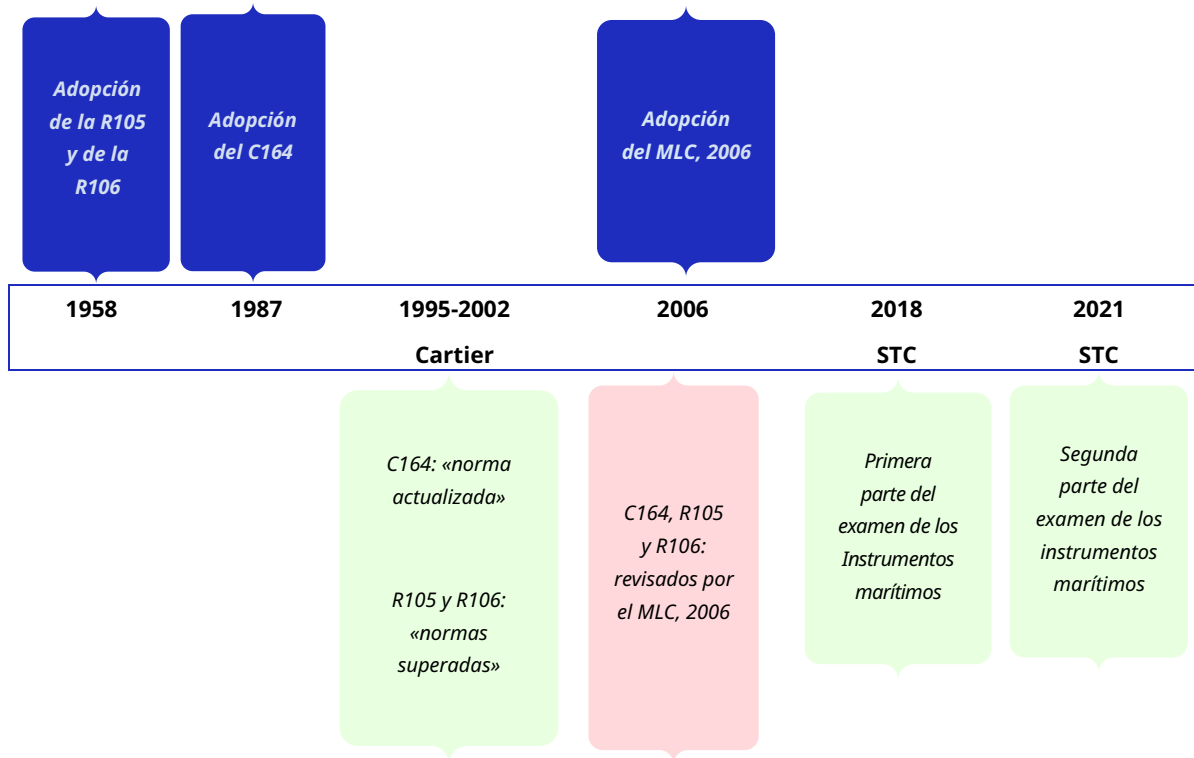 Adopción
de la R105
y de la
R106
Adopción
del C164
Adopción
del MLC, 2006
1958
1987
1995-2002
2006
2018
2021
Cartier
STC
STC
C164: «norma
actualizada»
R105 y R106:
«normas
superadas»
C164, R105
y R106:
revisados por
el MLC, 2006
Primera
parte del
examen de los
Instrumentos
marítimos
Segunda
parte del
examen de los
instrumentos
marítimos